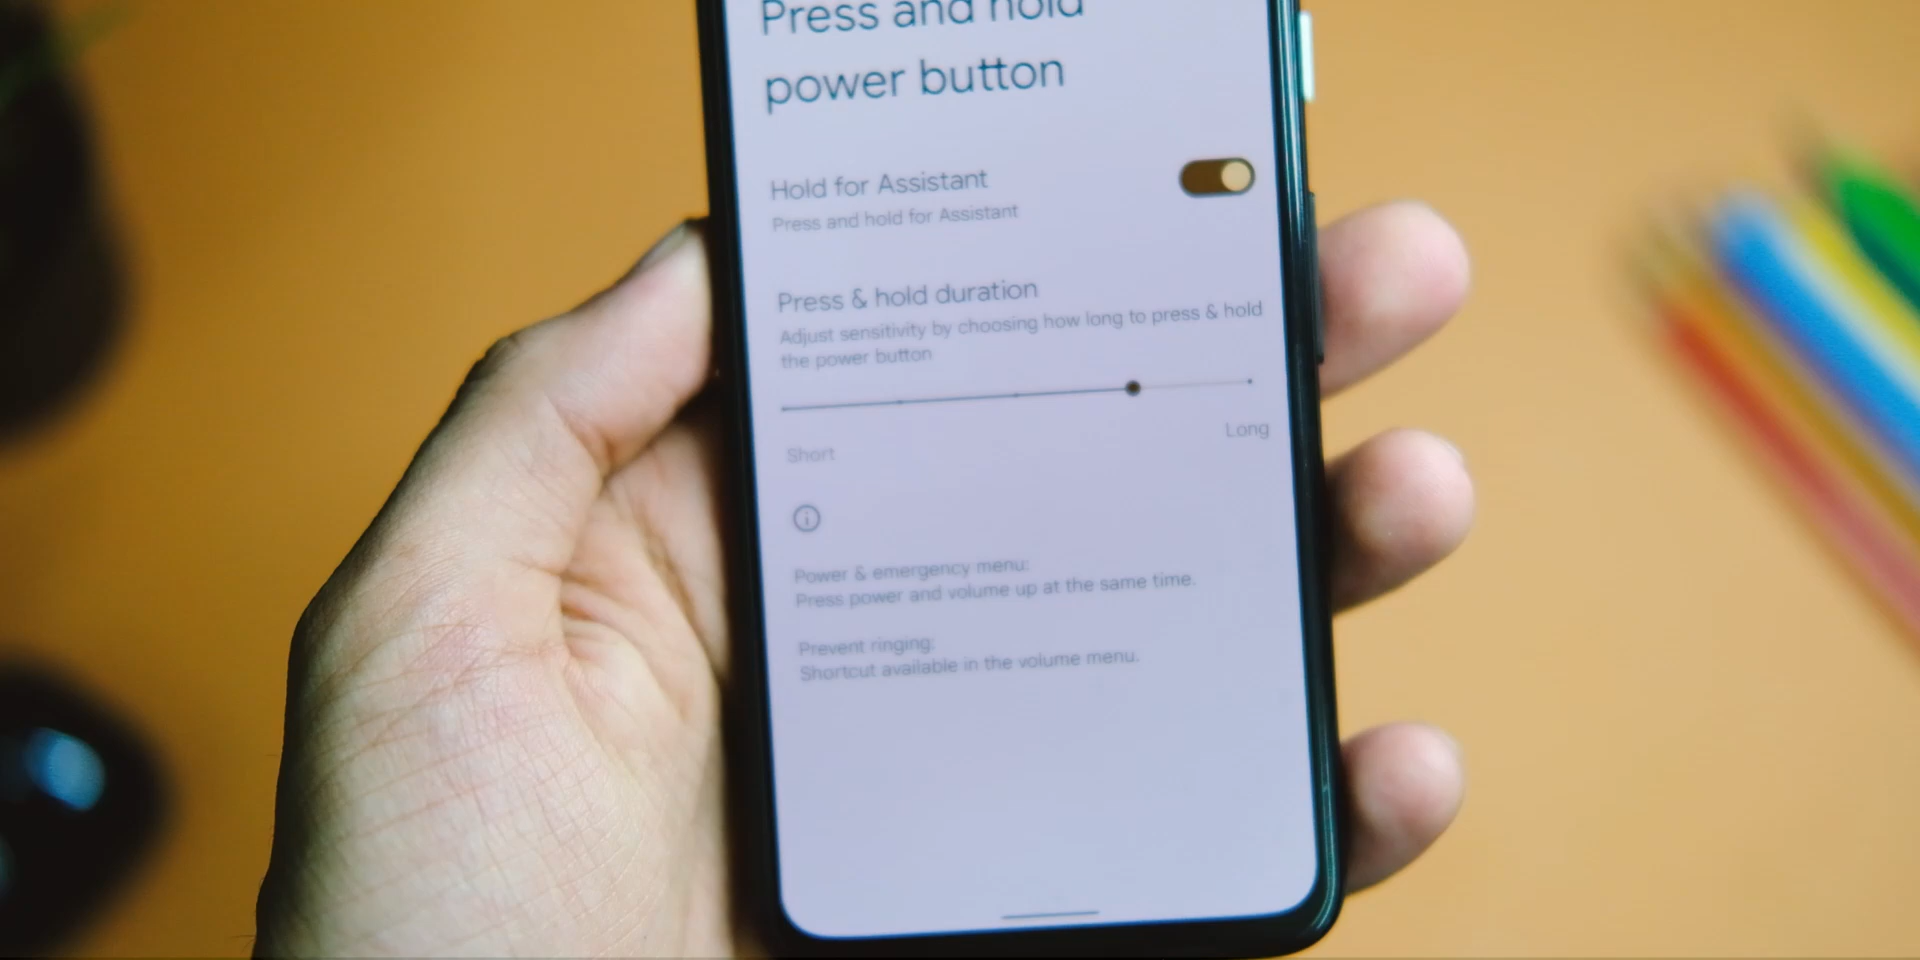 Press and hold
power button
Hold for Assistant
Press and hold for Assistant
Press & hold duration
Adjust sensitivity by choosing how long to press & hold
the power button
Short
Long
Power & emergency menu:
Press power and volume up at the same time.
Prevent ringing:
Shortcut available in the volume menu.